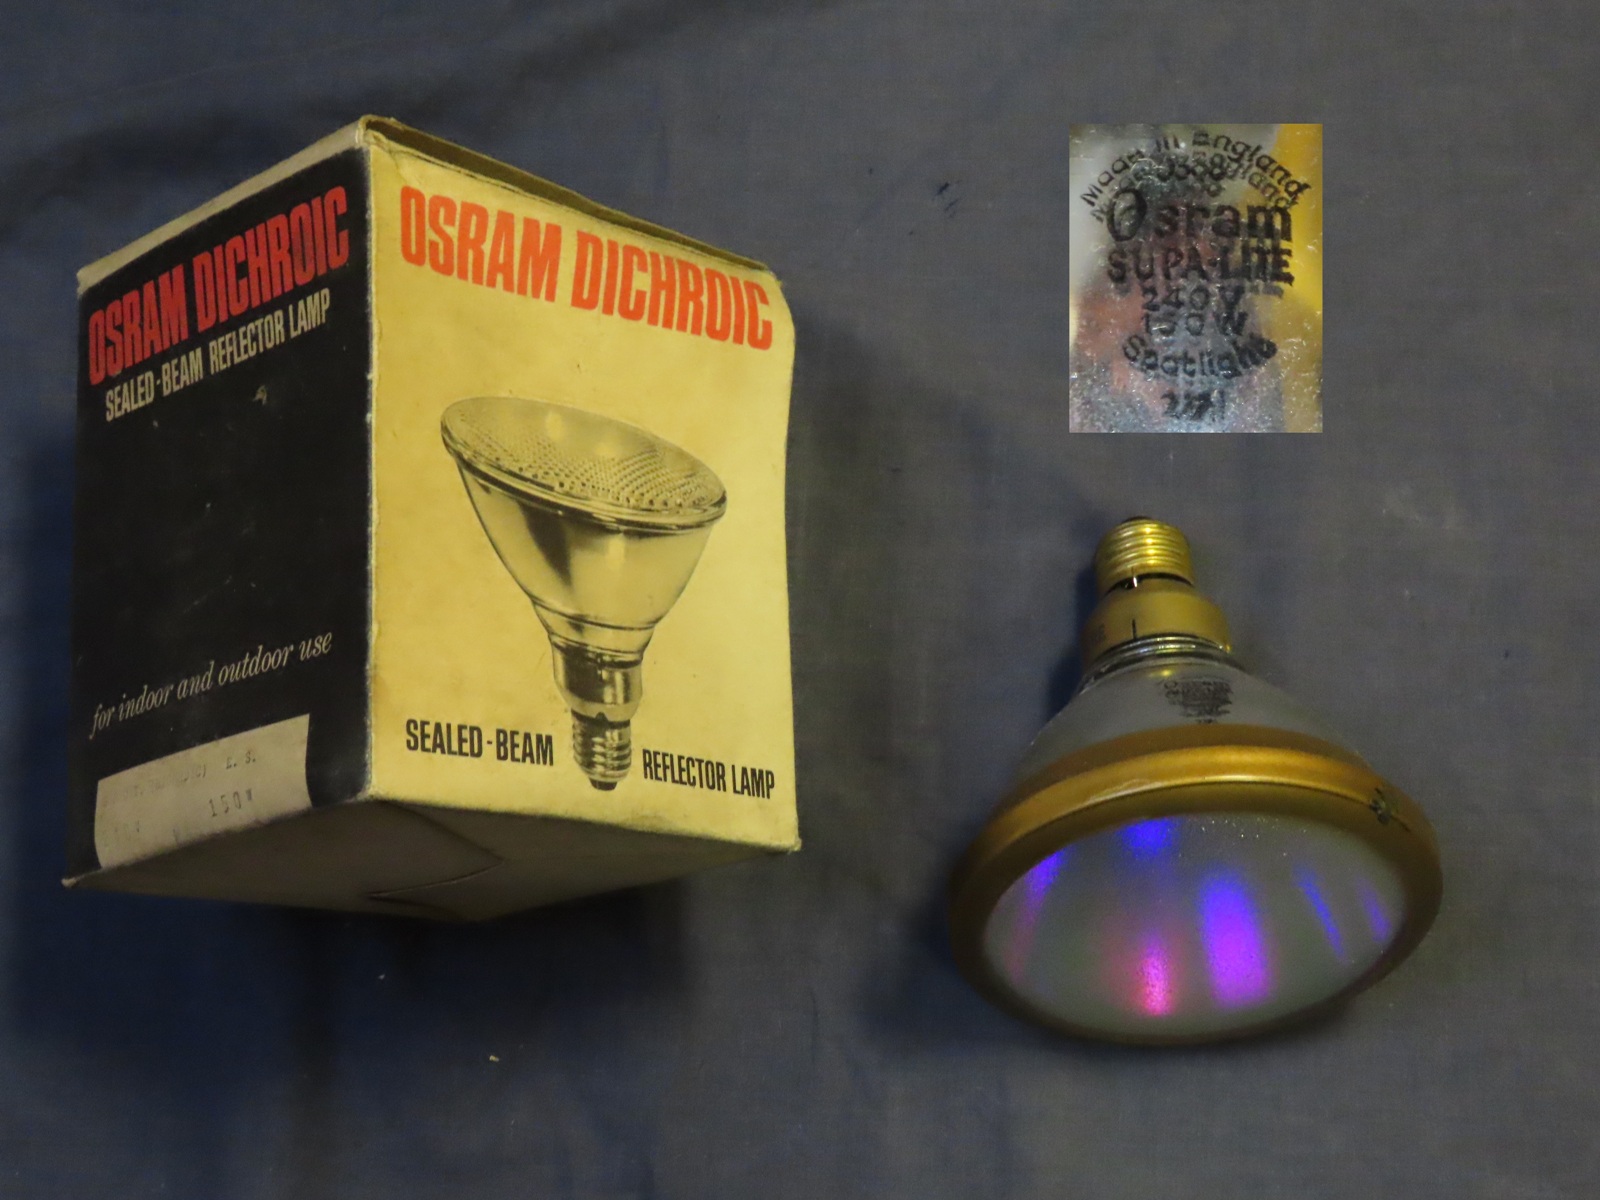 OSRAM DICHROIC
SEALED-BEAM REFLECTOR LAMP
for indoor and outdoor use
E. S.
150W
OSRAM DICHROIC
SEALED-BEAM
REFLECTOR LAMP
Made in England
Osram
SUPA-LITE
240V
150W
Spotlight